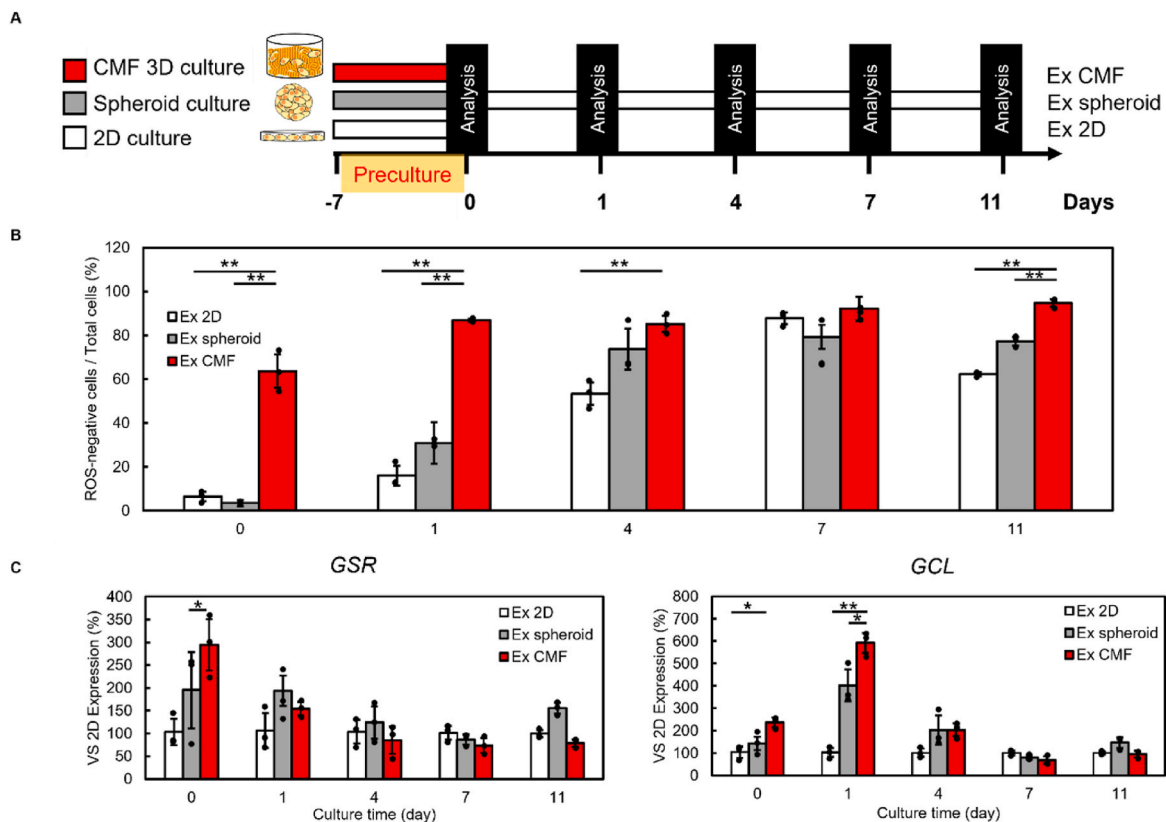 A
CMF 3D culture
Spheroid culture
2D culture
Analysis
Analysis
Analysis
Analysis
Analysis
Ex CMF
Ex spheroid
Ex 2D
Preculture
-7 0 1 4 7 11 Days
B
ROS-negative cells / Total cells (%)
120
100
80
60
40
20
0
** ** ** ** ** ** **
Ex 2D
Ex spheroid
Ex CMF
0 1 4 7 11
C
GSR
VS 2D Expression (%)
400
350
300
250
200
150
100
50
0
*
Ex 2D
Ex spheroid
Ex CMF
0 1 4 7 11
Culture time (day)
GCL
VS 2D Expression (%)
800
700
600
500
400
300
200
100
0
* ** *
Ex 2D
Ex spheroid
Ex CMF
0 1 4 7 11
Culture time (day)